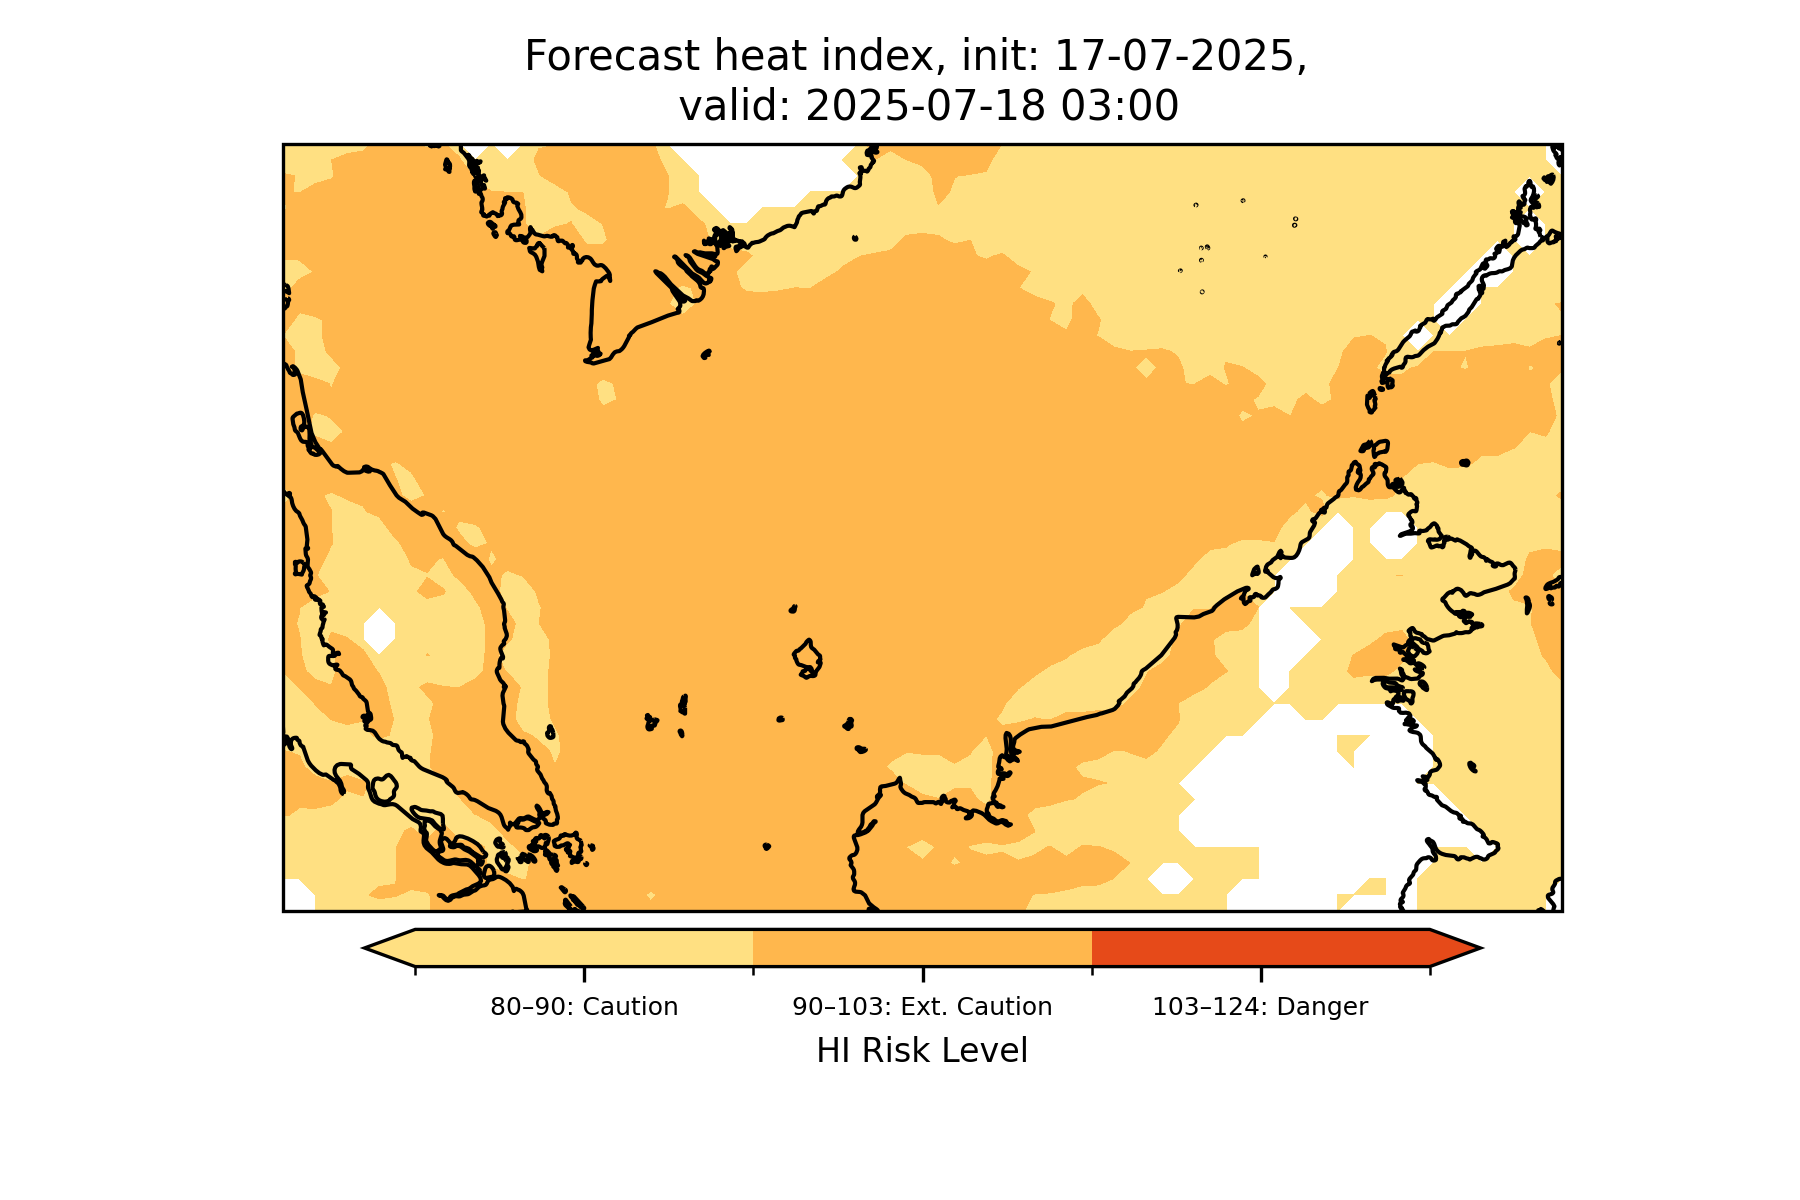 Forecast heat index, init: 17-07-2025,
valid: 2025-07-18 03:00
80–90: Caution
90–103: Ext. Caution
103–124: Danger
HI Risk Level